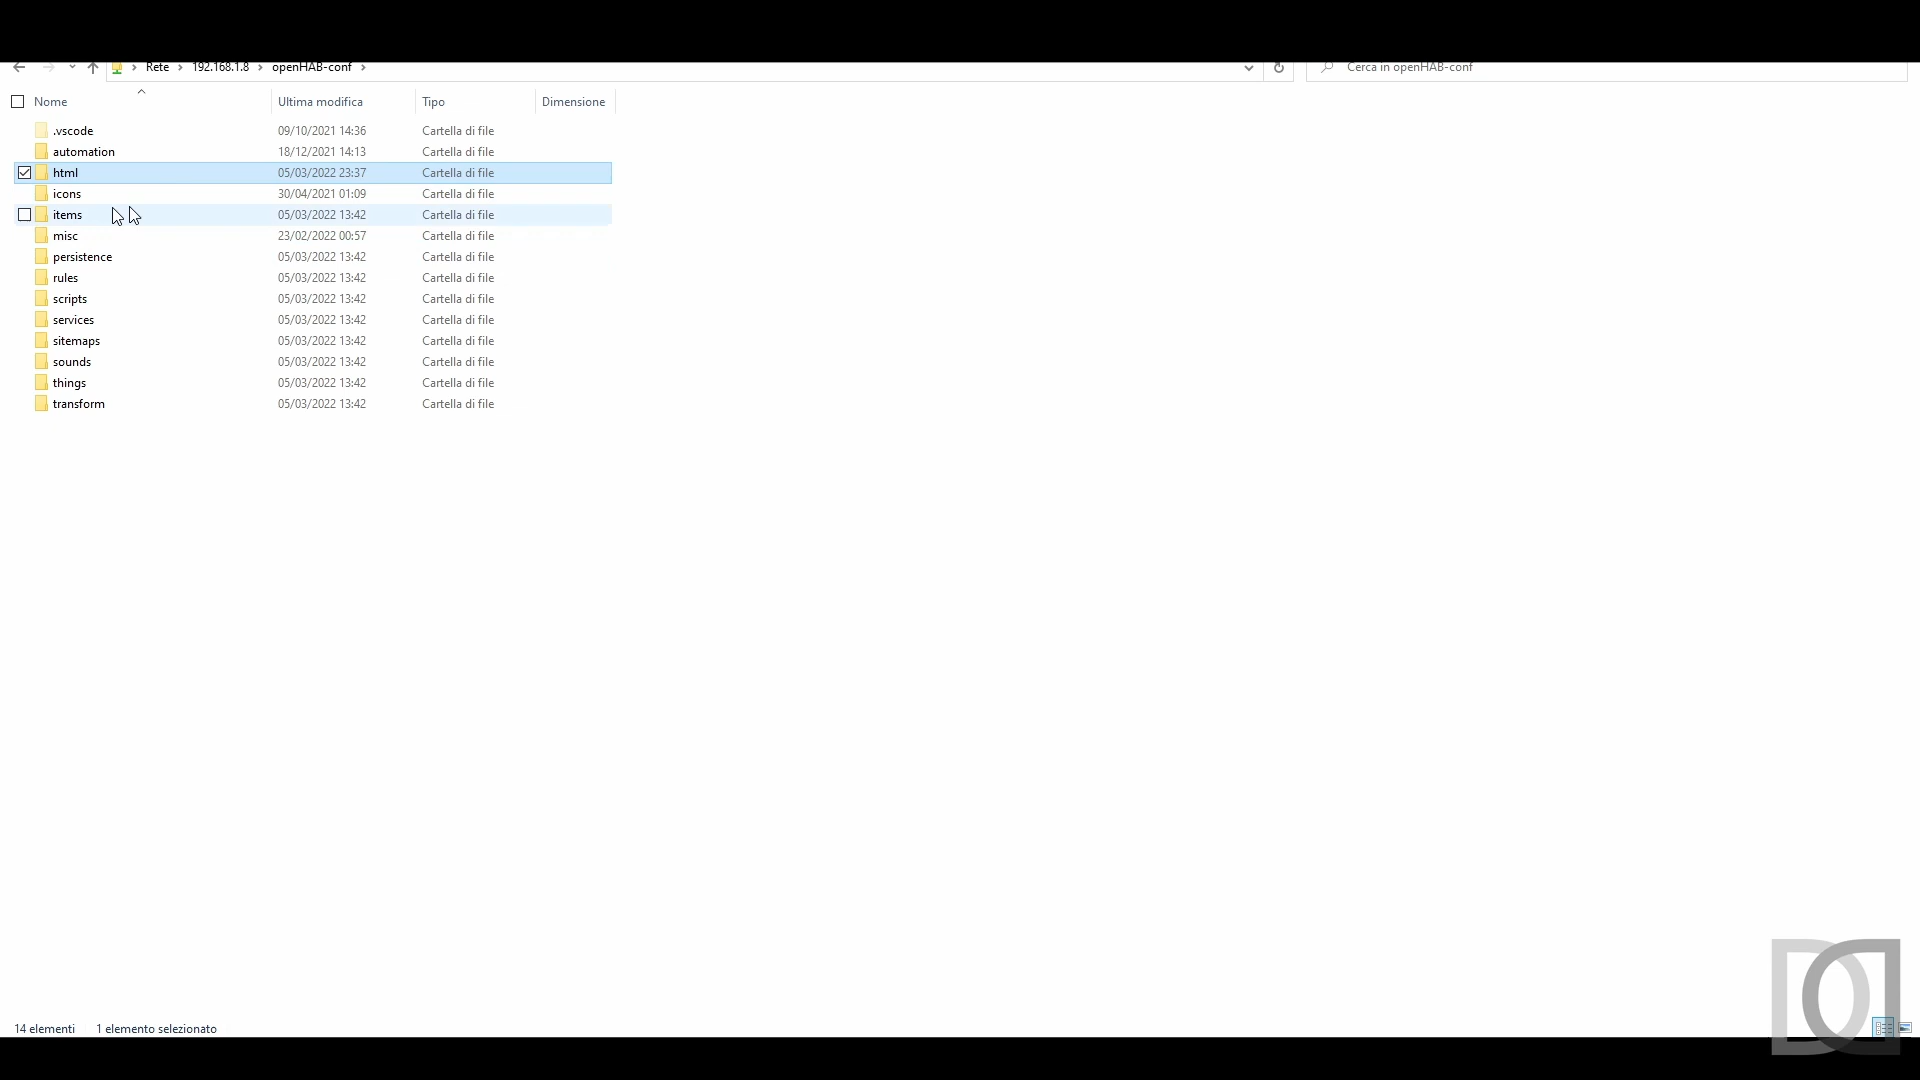 Rete > 192.168.1.8 > openHAB-conf >
Cerca in openHAB-conf
Nome Ultima modifica Tipo Dimensione
.vscode 09/10/2021 14:36 Cartella di file
automation 18/12/2021 14:13 Cartella di file
html 05/03/2022 23:37 Cartella di file
icons 30/04/2021 01:09 Cartella di file
items 05/03/2022 13:42 Cartella di file
misc 23/02/2022 00:57 Cartella di file
persistence 05/03/2022 13:42 Cartella di file
rules 05/03/2022 13:42 Cartella di file
scripts 05/03/2022 13:42 Cartella di file
services 05/03/2022 13:42 Cartella di file
sitemaps 05/03/2022 13:42 Cartella di file
sounds 05/03/2022 13:42 Cartella di file
things 05/03/2022 13:42 Cartella di file
transform 05/03/2022 13:42 Cartella di file
14 elementi 1 elemento selezionato